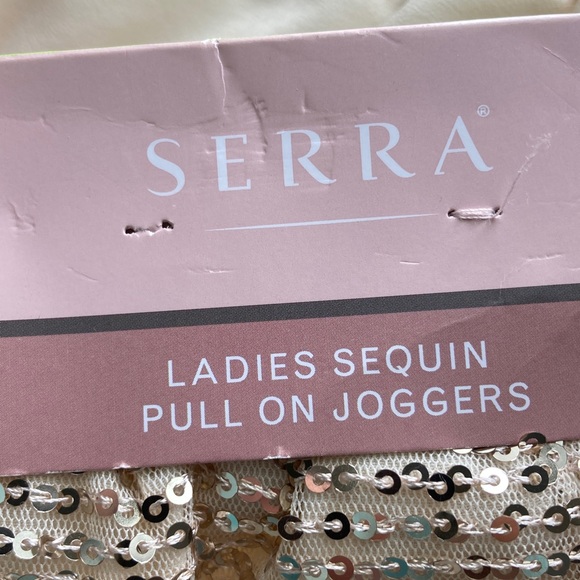 SERRA®
LADIES SEQUIN
PULL ON JOGGERS